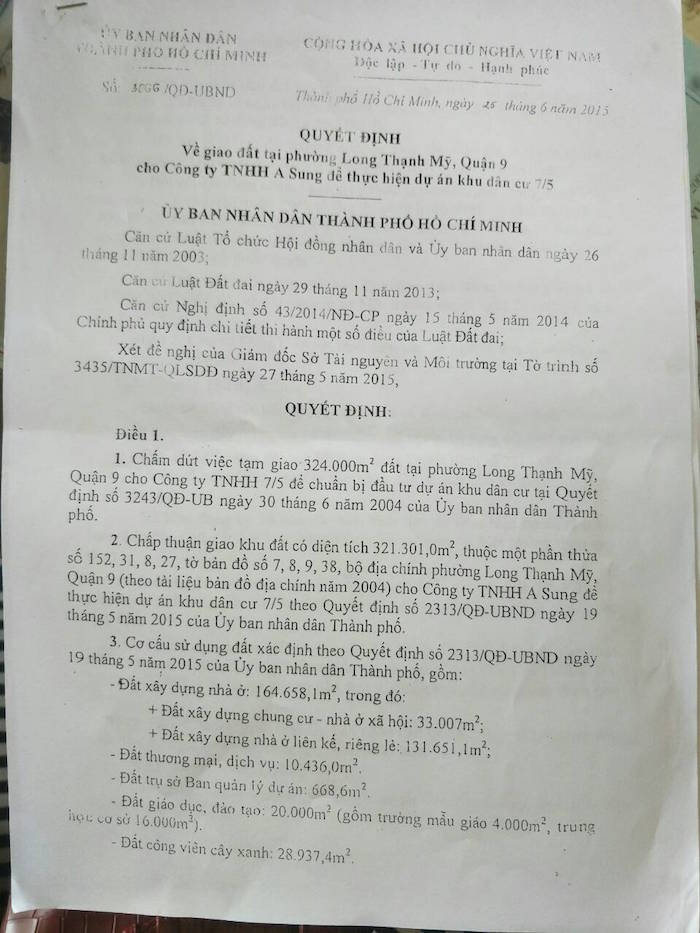 ỦY BAN NHÂN DÂN
THÀNH PHỐ HỒ CHÍ MINH
CỘNG HÒA XÃ HỘI CHỦ NGHĨA VIỆT NAM
Độc lập - Tự do - Hạnh phúc
Số: /QĐ-UBND
Thành phố Hồ Chí Minh, ngày 25 tháng 6 năm 2015
QUYẾT ĐỊNH
Về giao đất tại phường Long Thạnh Mỹ, Quận 9
cho Công ty TNHH A Sung để thực hiện dự án khu dân cư 7/5
ỦY BAN NHÂN DÂN THÀNH PHỐ HỒ CHÍ MINH
Căn cứ Luật Tổ chức Hội đồng nhân dân và Ủy ban nhân dân ngày 26
tháng 11 năm 2003;
Căn cứ Luật Đất đai ngày 29 tháng 11 năm 2013;
Căn cứ Nghị định số 43/2014/NĐ-CP ngày 15 tháng 5 năm 2014 của
Chính phủ quy định chi tiết thi hành một số điều của Luật Đất đai;
Xét đề nghị của Giám đốc Sở Tài nguyên và Môi trường tại Tờ trình số
3435/TNMT-QLSDĐ ngày 27 tháng 5 năm 2015,
QUYẾT ĐỊNH:
Điều 1.
1. Chấm dứt việc tạm giao 324.000m² đất tại phường Long Thạnh Mỹ,
Quận 9 cho Công ty TNHH 7/5 để chuẩn bị đầu tư dự án khu dân cư tại Quyết
định số 3243/QĐ-UB ngày 30 tháng 6 năm 2004 của Ủy ban nhân dân Thành
phố.
2. Chấp thuận giao khu đất có diện tích 321.301,0m², thuộc một phần thửa
số 152, 31, 8, 27, tờ bản đồ số 7, 8, 9, 38, bộ địa chính phường Long Thạnh Mỹ,
Quận 9 (theo tài liệu bản đồ địa chính năm 2004) cho Công ty TNHH A Sung để
thực hiện dự án khu dân cư 7/5 theo Quyết định số 2313/QĐ-UBND ngày 19
tháng 5 năm 2015 của Ủy ban nhân dân Thành phố.
3. Cơ cấu sử dụng đất xác định theo Quyết định số 2313/QĐ-UBND ngày
19 tháng 5 năm 2015 của Ủy ban nhân dân Thành phố, gồm:
- Đất xây dựng nhà ở: 164.658,1m², trong đó:
+ Đất xây dựng chung cư - nhà ở xã hội: 33.007m²;
+ Đất xây dựng nhà ở liên kế, riêng lẻ: 131.651,1m²;
- Đất thương mại, dịch vụ: 10.436,0m².
- Đất trụ sở Ban quản lý dự án: 668,6m².
- Đất giáo dục, đào tạo: 20.000m² (gồm trường mẫu giáo 4.000m², trung
học cơ sở 16.000m²).
- Đất công viên cây xanh: 28.937,4m².